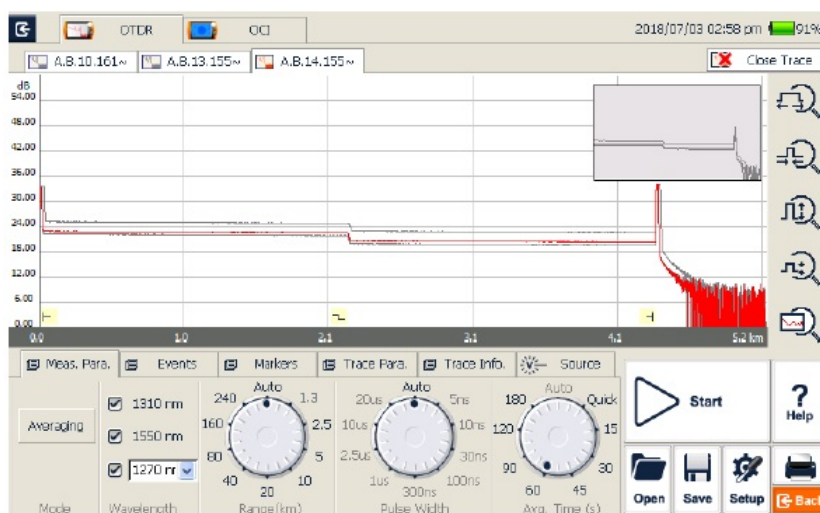 OTDR OCI 2018/07/03 02:58 pm 91%
A.B.10.161~ A.B.13.155~ A.B.14.155~ Close Trace
dB
54.00
48.00
42.00
36.00
30.00
24.00
18.00
12.00
6.00
0.00
0.0 1.0 2.1 3.1 4.1 5.2 km
Meas. Para. Events Markers Trace Para. Trace Info. Source
Averaging
Mode
1310 nm
1550 nm
1270 nr
Wavelength
Auto
240 1.3
160 2.5
80 5
40 10
20
Range(km)
Auto
20us 5ns
10us 10ns
2.5us 30ns
1us 100ns
300ns
Pulse Width
Auto
180 Quick
120 15
90 30
60 45
Avg. Time (s)
Start
Help
Open Save Setup Back